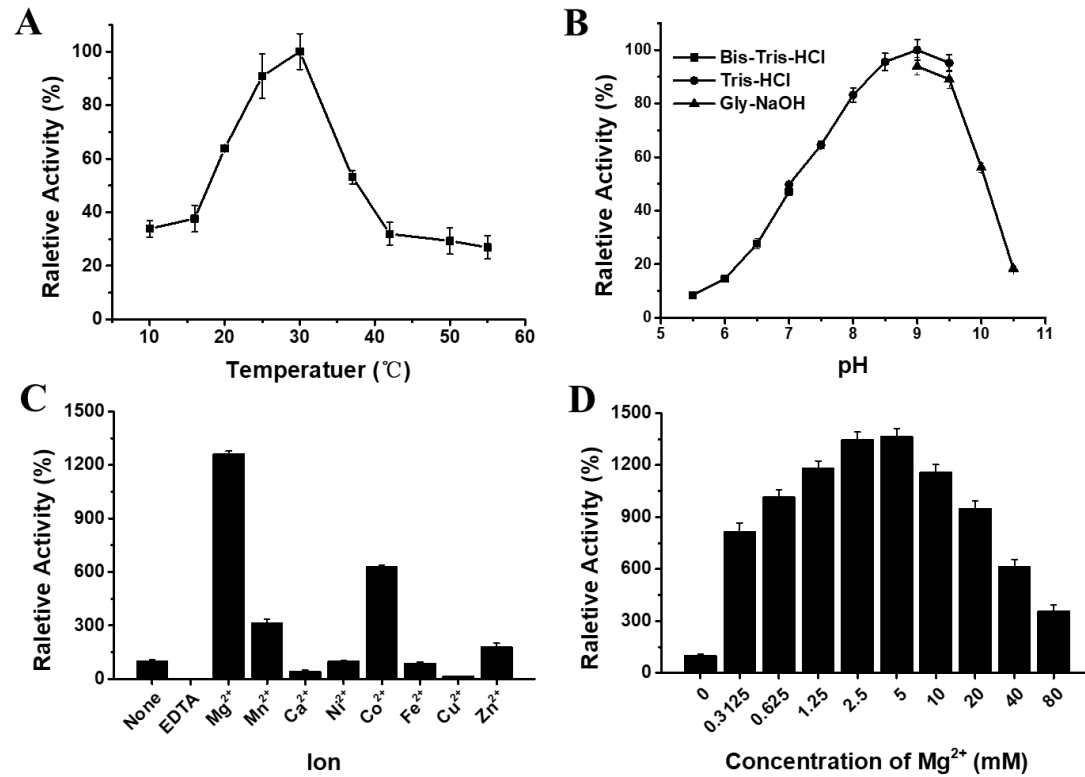 A
Raletive Activity (%)
100
80
60
40
20
0
10 20 30 40 50 60
Temperatuer (℃)
B
Raletive Activity (%)
Bis-Tris-HCl
Tris-HCl
Gly-NaOH
100
80
60
40
20
0
5 6 7 8 9 10 11
pH
C
Raletive Activity (%)
1500
1200
900
600
300
0
None EDTA Mg²⁺ Mn²⁺ Ca²⁺ Ni²⁺ Co²⁺ Fe²⁺ Cu²⁺ Zn²⁺
Ion
D
Raletive Activity (%)
1500
1200
900
600
300
0
0 0.3125 0.625 1.25 2.5 5 10 20 40 80
Concentration of Mg²⁺ (mM)